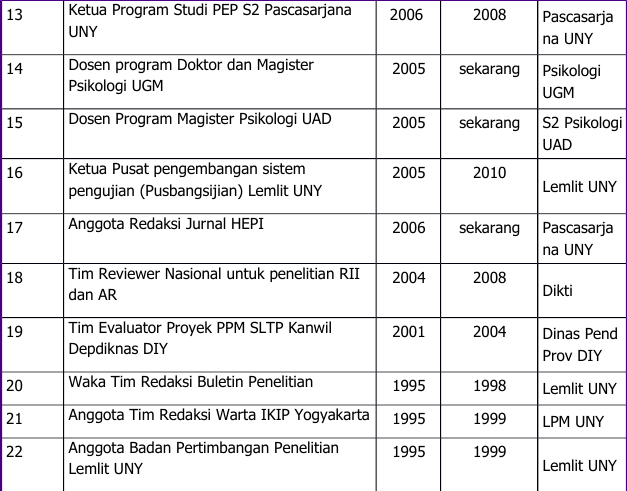 13 Ketua Program Studi PEP S2 Pascasarjana 2006 2008 Pascasarja
UNY na UNY
14 Dosen program Doktor dan Magister 2005 sekarang Psikologi
Psikologi UGM UGM
15 Dosen Program Magister Psikologi UAD 2005 sekarang S2 Psikologi
UAD
16 Ketua Pusat pengembangan sistem 2005 2010
pengujian (Pusbangsijian) Lemlit UNY Lemlit UNY
17 Anggota Redaksi Jurnal HEPI 2006 sekarang Pascasarja
na UNY
18 Tim Reviewer Nasional untuk penelitian RII 2004 2008
dan AR Dikti
19 Tim Evaluator Proyek PPM SLTP Kanwil 2001 2004 Dinas Pend
Depdiknas DIY Prov DIY
20 Waka Tim Redaksi Buletin Penelitian 1995 1998 Lemlit UNY
21 Anggota Tim Redaksi Warta IKIP Yogyakarta 1995 1999 LPM UNY
22 Anggota Badan Pertimbangan Penelitian 1995 1999
Lemlit UNY Lemlit UNY